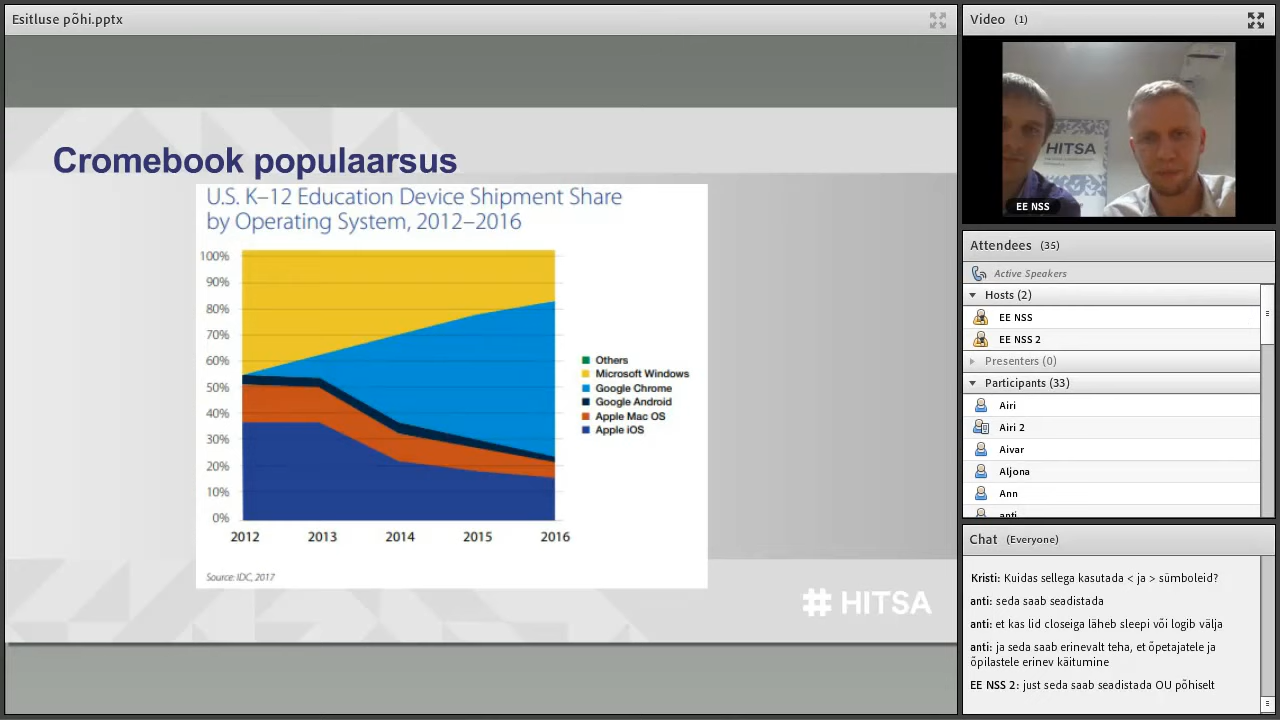 Esitluse põhi.pptx
Cromebook populaarsus
U.S. K–12 Education Device Shipment Share
by Operating System, 2012–2016
100%
90%
80%
70%
60%
50%
40%
30%
20%
10%
0%
2012 2013 2014 2015 2016
Others
Microsoft Windows
Google Chrome
Google Android
Apple Mac OS
Apple iOS
Source: IDC, 2017
# HITSA
Video (1)
HITSA
EE NSS
Attendees (35)
Active Speakers
Hosts (2)
EE NSS
EE NSS 2
Presenters (0)
Participants (33)
Airi
Airi 2
Aivar
Aljona
Ann
anti
Chat (Everyone)
Kristi: Kuidas sellega kasutada < ja > sümboleid?
anti: seda saab seadistada
anti: et kas lid closeiga läheb sleepi või logib välja
anti: ja seda saab erinevalt teha, et õpetajatele ja
õpilastele erinev käitumine
EE NSS 2: just seda saab seadistada OU põhiselt